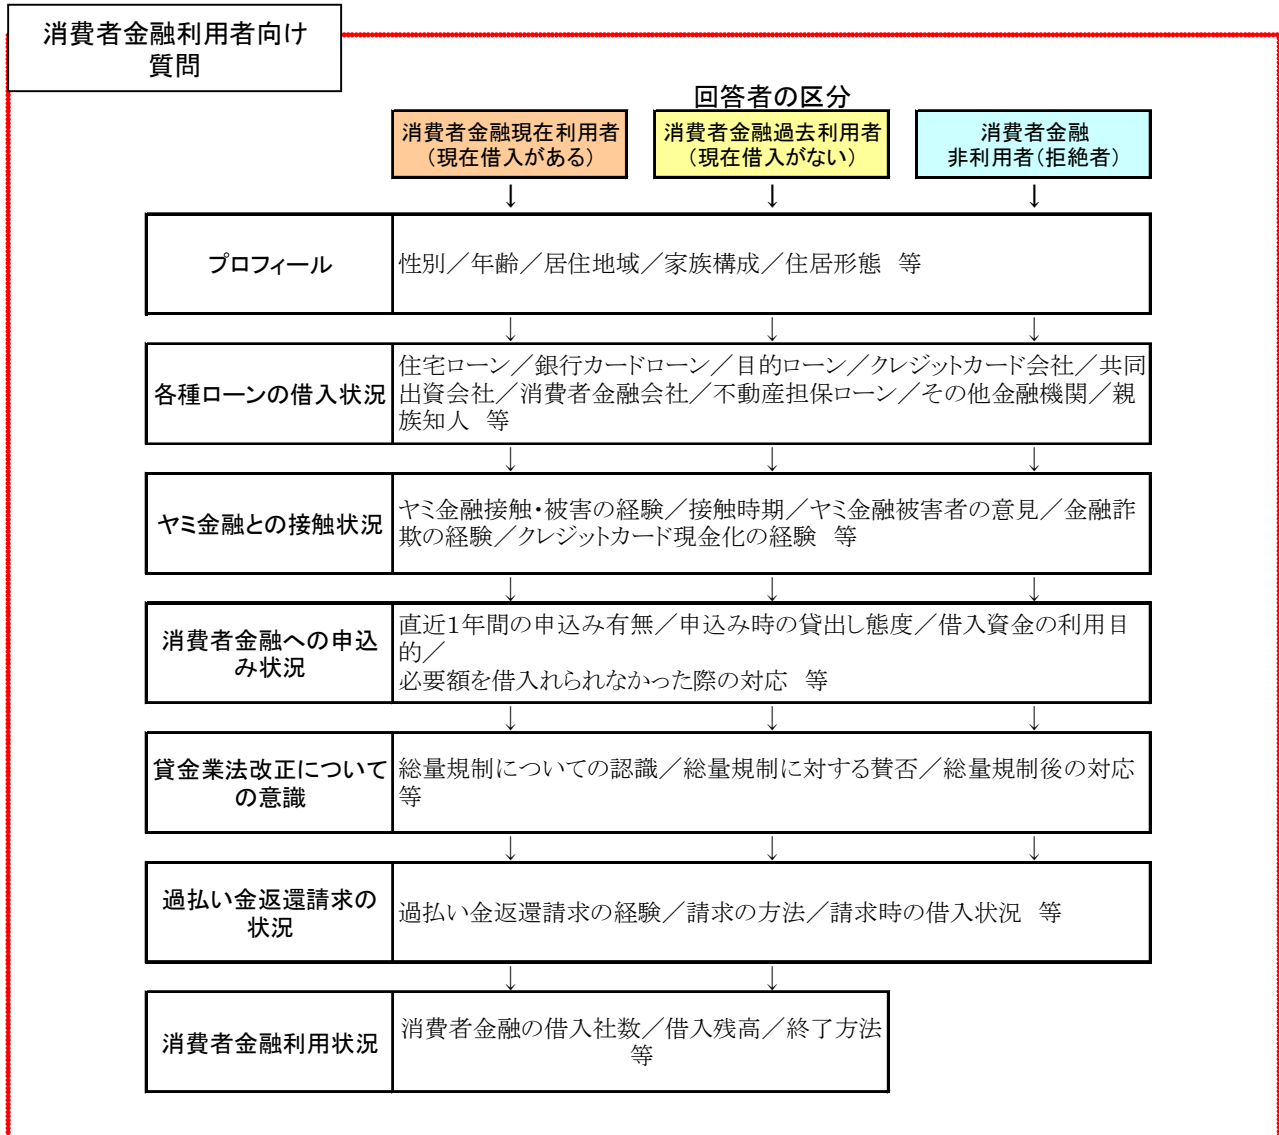 消費者金融利用者向け
質問
回答者の区分
消費者金融現在利用者
（現在借入がある）
消費者金融過去利用者
（現在借入がない）
消費者金融
非利用者（拒絶者）
↓ ↓ ↓
プロフィール
性別／年齢／居住地域／家族構成／住居形態　等
↓ ↓ ↓
各種ローンの借入状況
住宅ローン／銀行カードローン／目的ローン／クレジットカード会社／共同
出資会社／消費者金融会社／不動産担保ローン／その他金融機関／親
族知人　等
↓ ↓ ↓
ヤミ金融との接触状況
ヤミ金融接触・被害の経験／接触時期／ヤミ金融被害者の意見／金融詐
欺の経験／クレジットカード現金化の経験　等
↓ ↓ ↓
消費者金融への申込
み状況
直近1年間の申込み有無／申込み時の貸出し態度／借入資金の利用目
的／
必要額を借入れられなかった際の対応　等
↓ ↓ ↓
貸金業法改正について
の意識
総量規制についての認識／総量規制に対する賛否／総量規制後の対応
等
↓ ↓ ↓
過払い金返還請求の
状況
過払い金返還請求の経験／請求の方法／請求時の借入状況　等
↓ ↓
消費者金融利用状況
消費者金融の借入社数／借入残高／終了方法
等